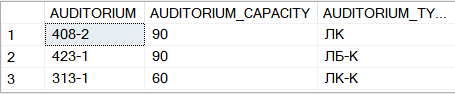 AUDITORIUM AUDITORIUM_CAPACITY AUDITORIUM_TY...
1 408-2 90 ЛК
2 423-1 90 ЛБ-К
3 313-1 60 ЛК-К